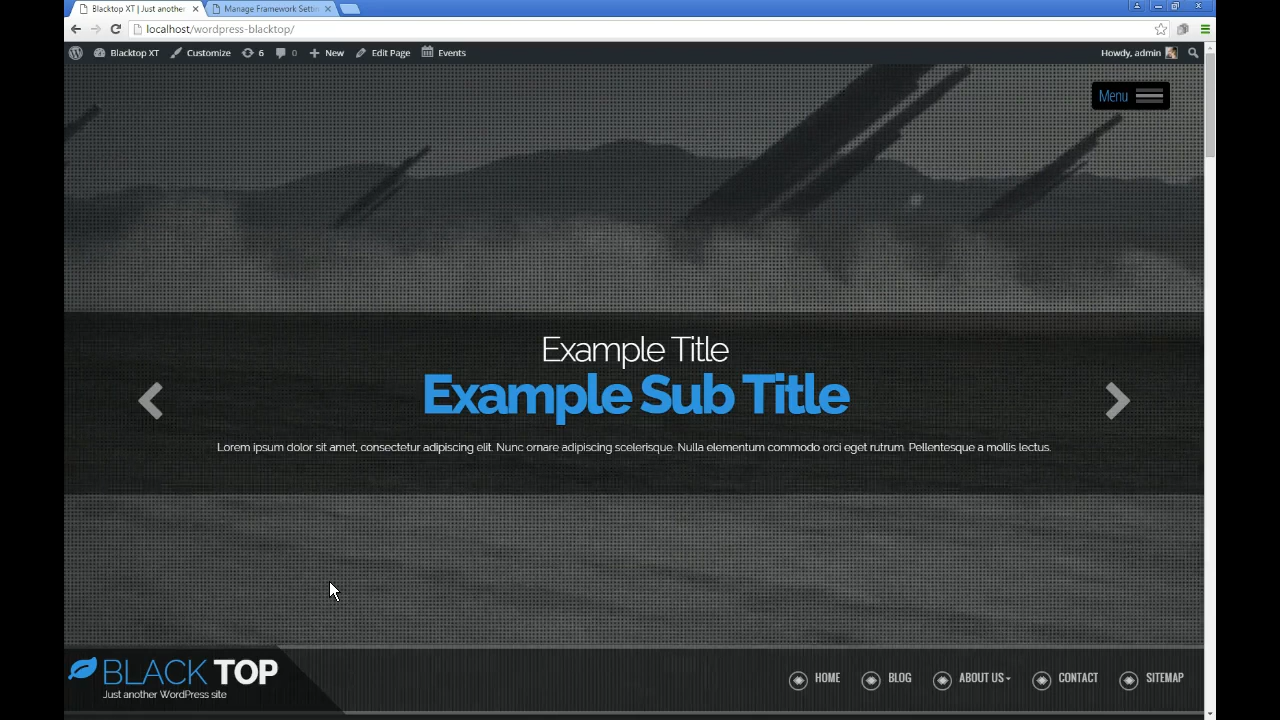 Blacktop XT | Just another
Manage Framework Settin
localhost/wordpress-blacktop/
Blacktop XT Customize 6 0 New Edit Page Events Howdy, admin
Menu
Example Title
Example Sub Title
Lorem ipsum dolor sit amet, consectetur adipiscing elit. Nunc ornare adipiscing scelerisque. Nulla elementum commodo orci eget rutrum. Pellentesque a mollis lectus.
BLACK TOP
Just another WordPress site
HOME BLOG ABOUT US CONTACT SITEMAP